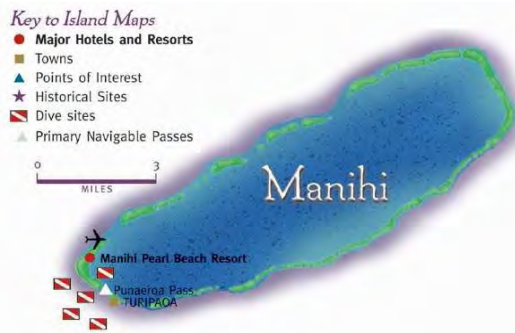 Key to Island Maps
Major Hotels and Resorts
Towns
Points of Interest
Historical Sites
Dive sites
Primary Navigable Passes
0 3
MILES
Manihi
Manihi Pearl Beach Resort
Punaeroa Pass
TURIPAOA